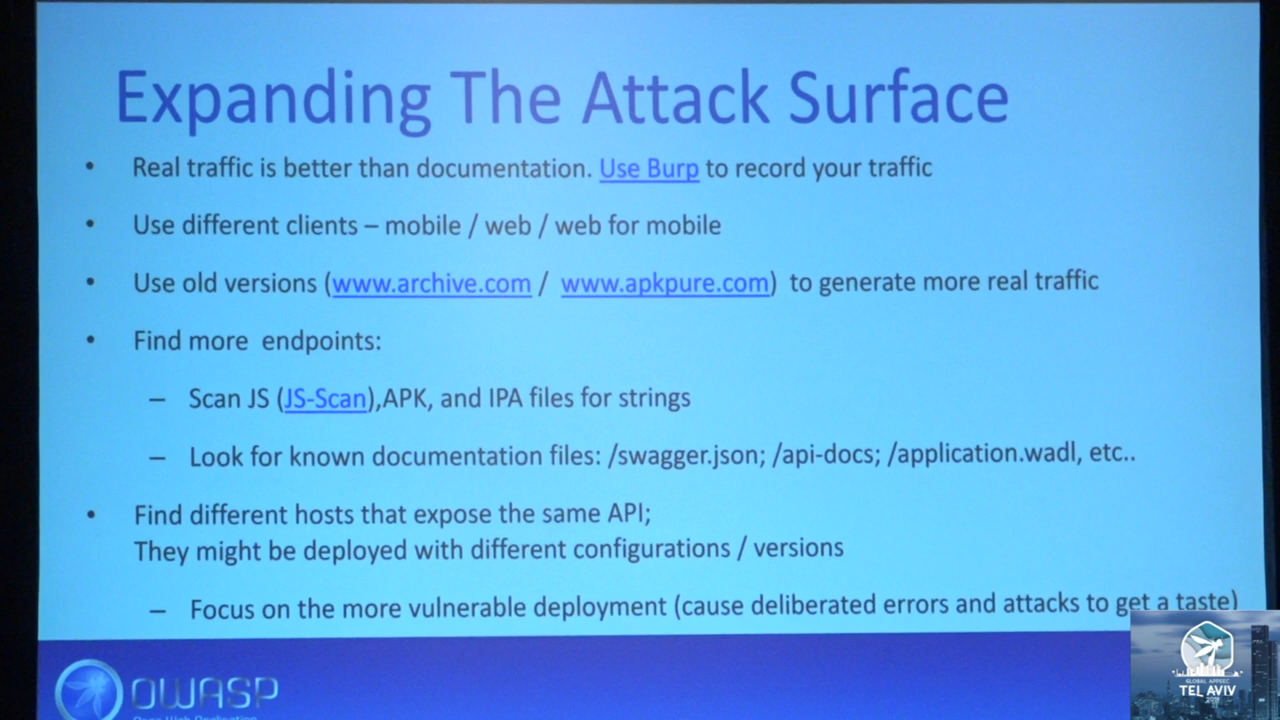 Expanding The Attack Surface
• Real traffic is better than documentation. Use Burp to record your traffic
• Use different clients – mobile / web / web for mobile
• Use old versions (www.archive.com / www.apkpure.com) to generate more real traffic
• Find more endpoints:
– Scan JS (JS-Scan),APK, and IPA files for strings
– Look for known documentation files: /swagger.json; /api-docs; /application.wadl, etc..
• Find different hosts that expose the same API;
They might be deployed with different configurations / versions
– Focus on the more vulnerable deployment (cause deliberated errors and attacks to get a taste)
OWASP
Open Web Application
GLOBAL APPSEC
TEL AVIV